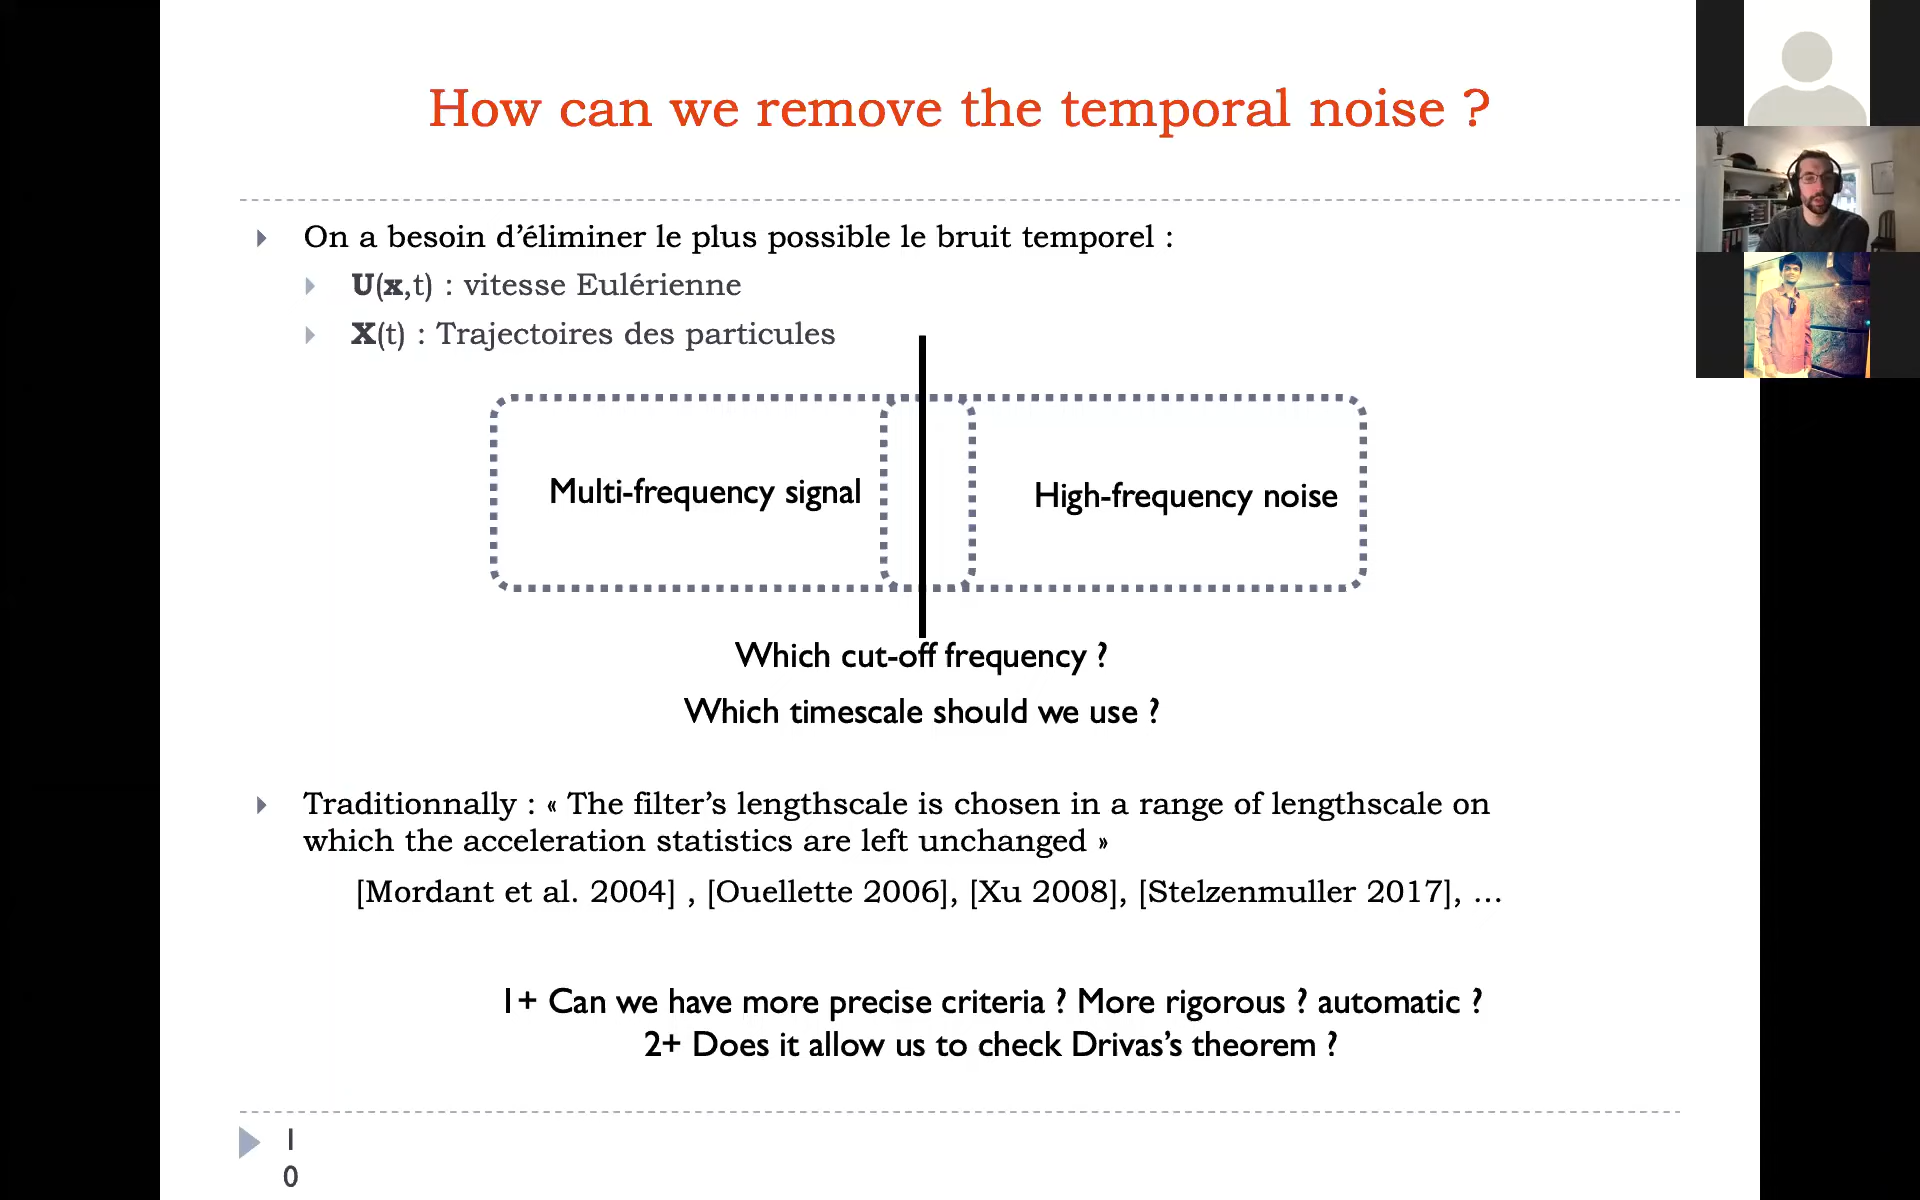 How can we remove the temporal noise ?
On a besoin d’éliminer le plus possible le bruit temporel :
U(x,t) : vitesse Eulérienne
X(t) : Trajectoires des particules
Multi-frequency signal
High-frequency noise
Which cut-off frequency ?
Which timescale should we use ?
Traditionnally : « The filter’s lengthscale is chosen in a range of lengthscale on
which the acceleration statistics are left unchanged »
[Mordant et al. 2004] , [Ouellette 2006], [Xu 2008], [Stelzenmuller 2017], ...
1+ Can we have more precise criteria ? More rigorous ? automatic ?
2+ Does it allow us to check Drivas’s theorem ?
1
0